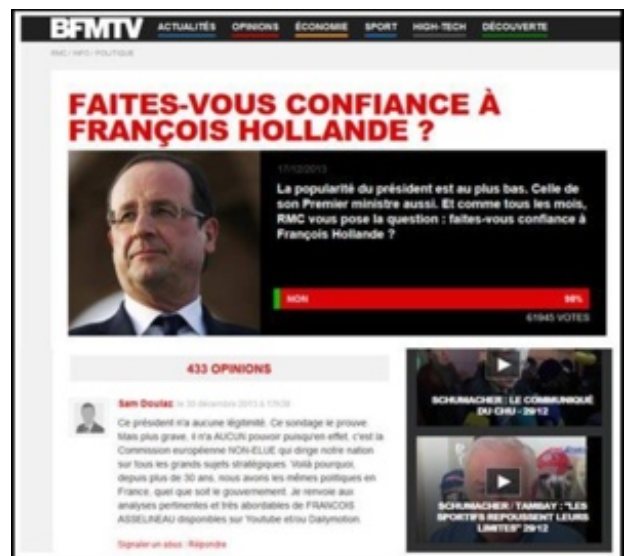 BFMTV ACTUALITÉS OPINIONS ÉCONOMIE SPORT HIGH-TECH DÉCOUVERTE
RMC / INFO / POLITIQUE
FAITES-VOUS CONFIANCE À
FRANÇOIS HOLLANDE ?
17/12/2013
La popularité du président est au plus bas. Celle de
son Premier ministre aussi. Et comme tous les mois,
RMC vous pose la question : faites-vous confiance à
François Hollande ?
NON 98%
61945 VOTES
433 OPINIONS
Sam Doulac le 30 décembre 2013 à
Ce président n'a aucune légitimité. Ce sondage le prouve.
Mais plus grave, il n'a AUCUN pouvoir puisqu'en effet, c'est la
Commission européenne NON-ELUE qui dirige notre nation
sur tous les grands sujets stratégiques. Voilà pourquoi,
depuis plus de 30 ans, nous avons les mêmes politiques en
France, quel que soit le gouvernement. Je renvoie aux
analyses pertinentes et très abordables de FRANCOIS
ASSELINEAU disponibles sur Youtube et/ou Dailymotion.
Signaler un abus | Répondre
SCHUMACHER : LE COMMUNIQUÉ
DU CHU - 29/12
SCHUMACHER / TAMBAY : "LES
SPORTIFS REPOUSSENT LEURS
LIMITES" 29/12